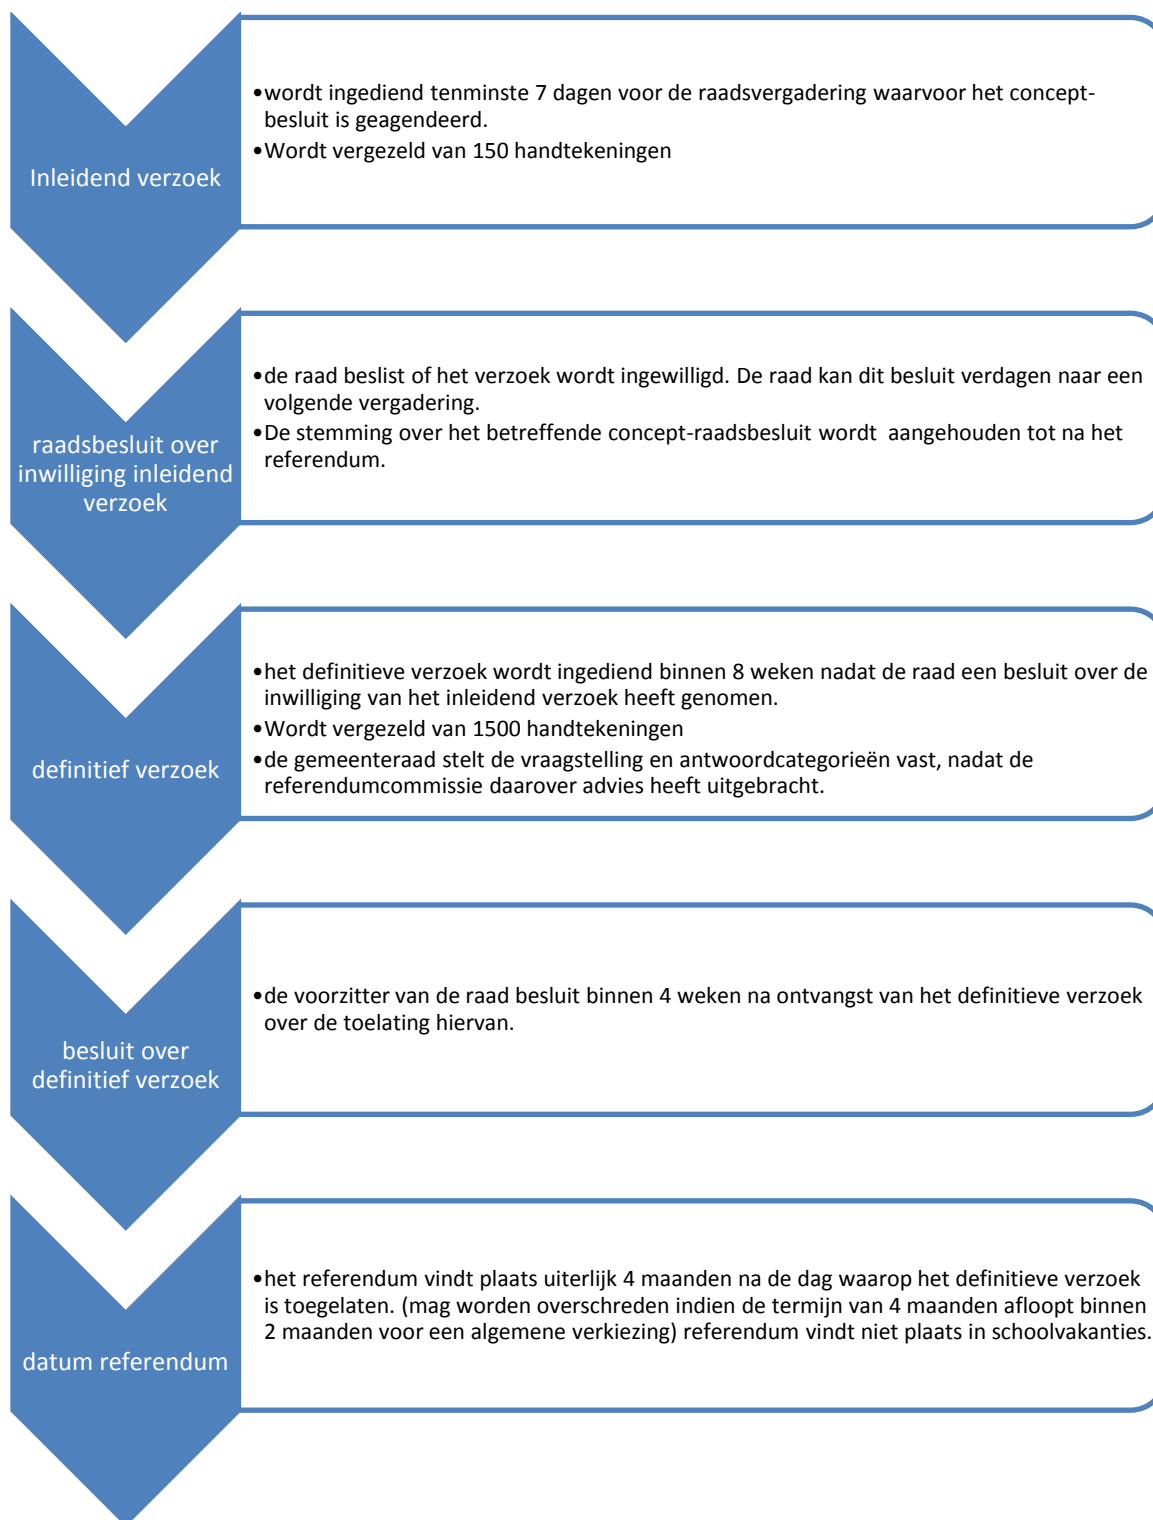 Inleidend verzoek
•wordt ingediend tenminste 7 dagen voor de raadsvergadering waarvoor het concept-
besluit is geagendeerd.
•Wordt vergezeld van 150 handtekeningen
raadsbesluit over
inwilliging inleidend
verzoek
•de raad beslist of het verzoek wordt ingewilligd. De raad kan dit besluit verdagen naar een
volgende vergadering.
•De stemming over het betreffende concept-raadsbesluit wordt  aangehouden tot na het
referendum.
definitief verzoek
•het definitieve verzoek wordt ingediend binnen 8 weken nadat de raad een besluit over de
inwilliging van het inleidend verzoek heeft genomen.
•Wordt vergezeld van 1500 handtekeningen
•de gemeenteraad stelt de vraagstelling en antwoordcategorieën vast, nadat de
referendumcommissie daarover advies heeft uitgebracht.
besluit over
definitief verzoek
•de voorzitter van de raad besluit binnen 4 weken na ontvangst van het definitieve verzoek
over de toelating hiervan.
datum referendum
•het referendum vindt plaats uiterlijk 4 maanden na de dag waarop het definitieve verzoek
is toegelaten. (mag worden overschreden indien de termijn van 4 maanden afloopt binnen
2 maanden voor een algemene verkiezing) referendum vindt niet plaats in schoolvakanties.